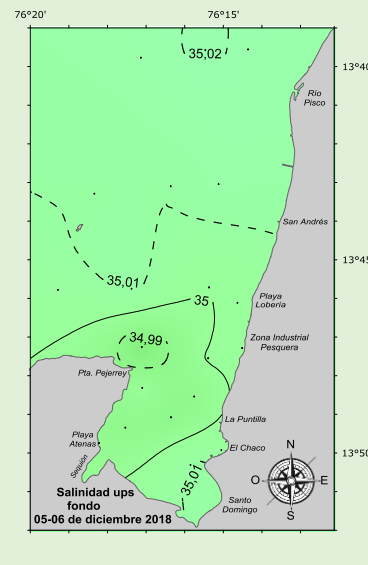 76°20'
76°15'
35,02
13°40
Río
Pisco
San Andrés
13°45
35,01
35
Playa
Lobería
34,99
Zona Industrial
Pesquera
Pta. Pejerrey
La Puntilla
Playa
Atenas
El Chaco
13°50
Sequión
35,01
Santo
Domingo
N
O
E
S
Salinidad ups
fondo
05-06 de diciembre 2018